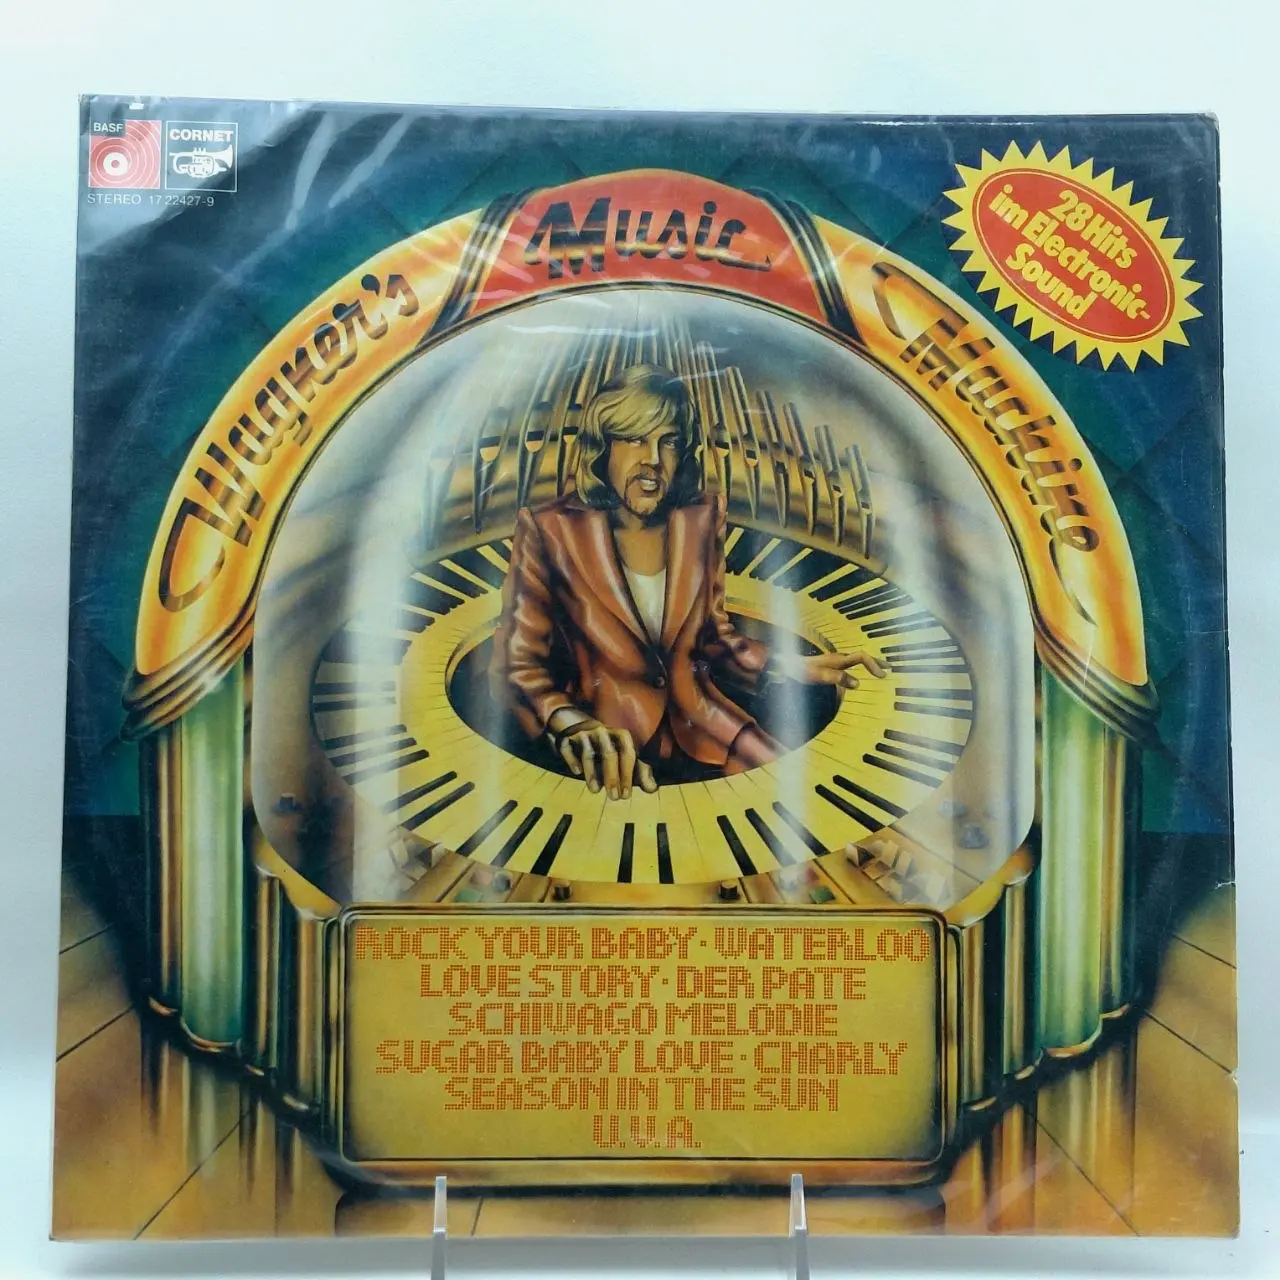 BASF
CORNET
STEREO 17 22427-9
Wagner's Music Machine
28 Hits
im Electronic-
Sound
ROCK YOUR BABY · WATERLOO
LOVE STORY · DER PATE
SCHIWAGO MELODIE
SUGAR BABY LOVE · CHARLY
SEASON IN THE SUN
U.V.A.